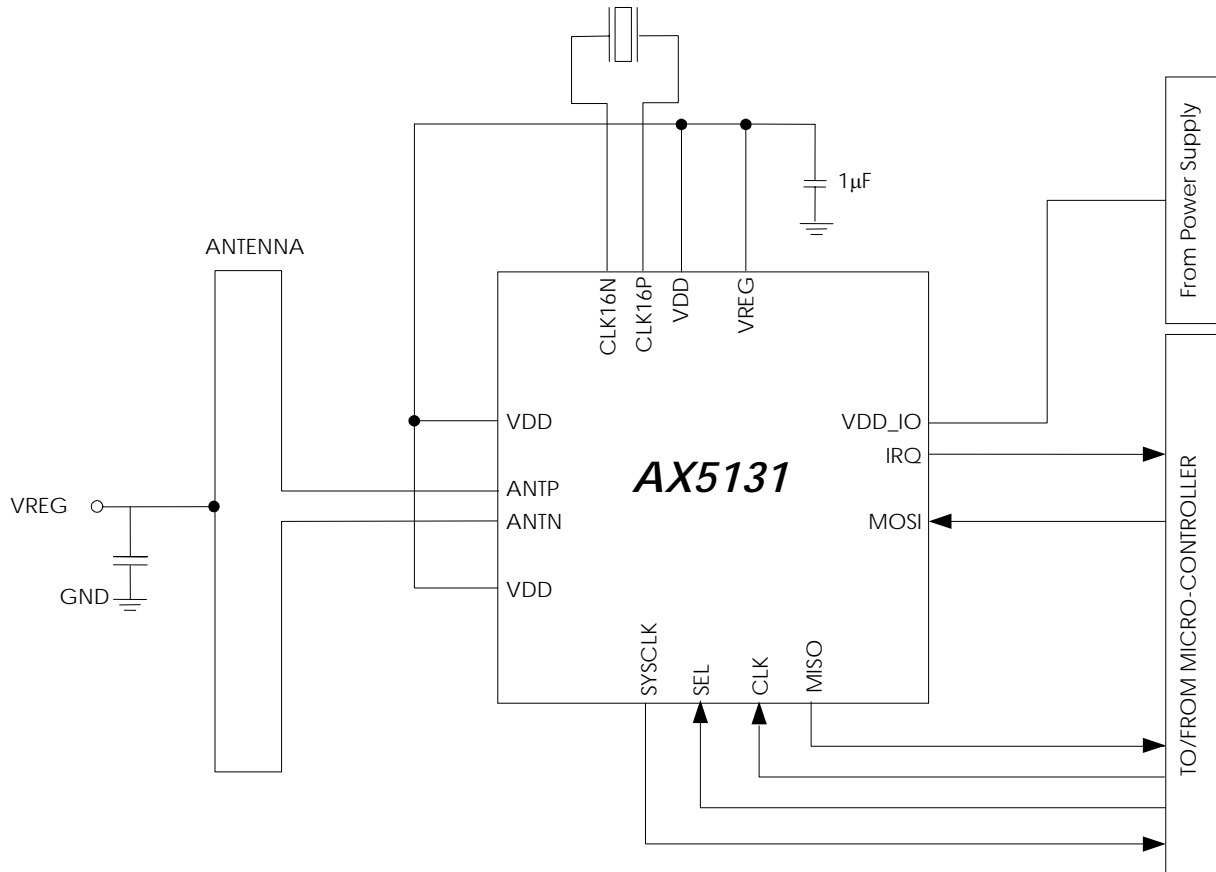 1μF
From Power Supply
ANTENNA
CLK16N
CLK16P
VDD
VREG
VDD
VDD_IO
IRQ
AX5131
ANTP
VREG
ANTN
MOSI
VDD
GND
SYSCLK
SEL
CLK
MISO
TO/FROM MICRO-CONTROLLER